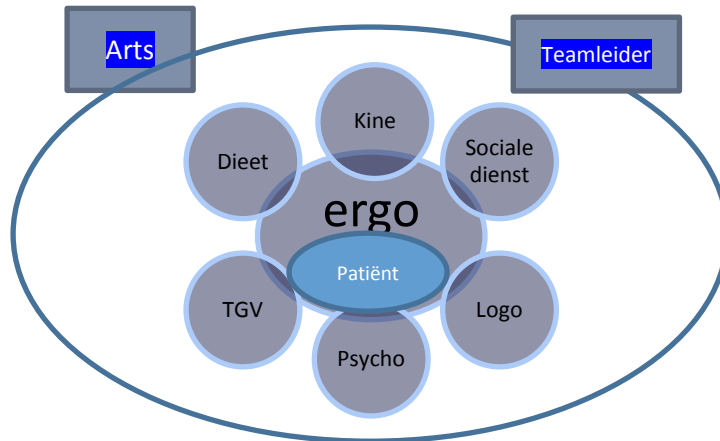 Arts
Teamleider
Kine
Dieet
Sociale
dienst
ergo
Patiënt
TGV
Logo
Psycho